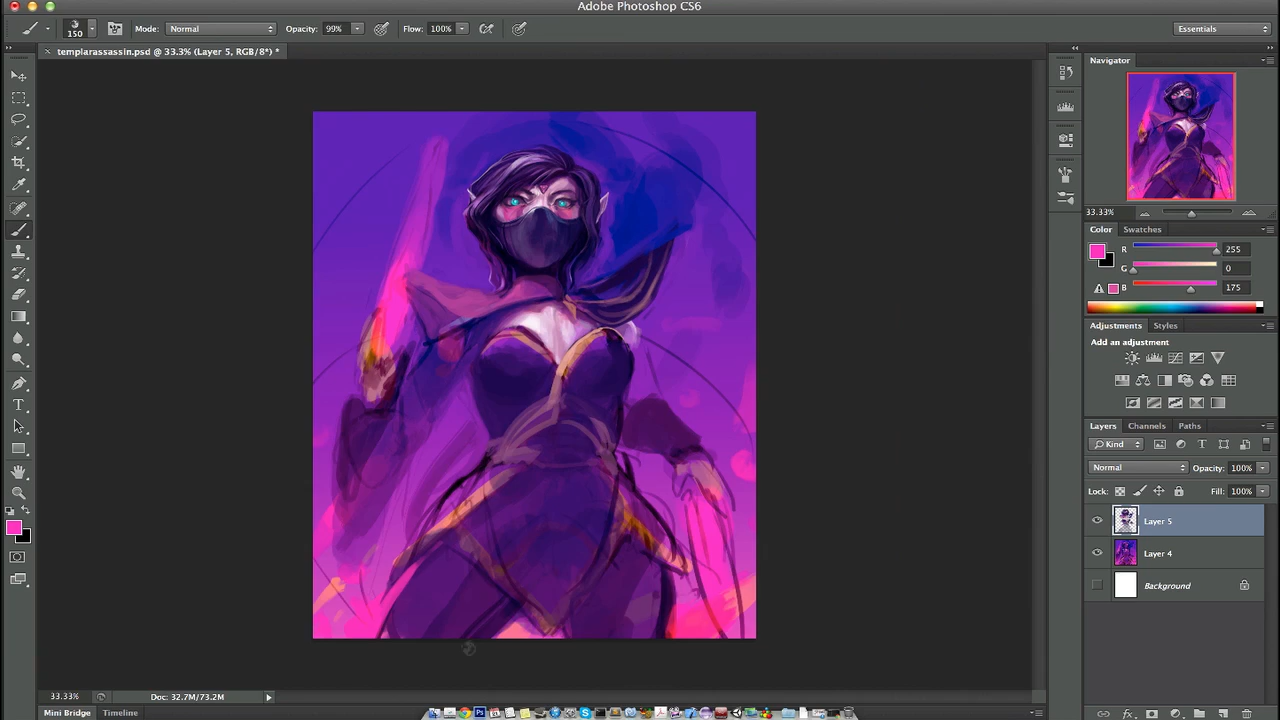 Adobe Photoshop CS6
3
150
Mode: Normal
Opacity: 99%
Flow: 100%
Essentials
templarassassin.psd @ 33.3% (Layer 5, RGB/8*) *
Navigator
33.33%
Color
Swatches
R 255
G 0
B 175
Adjustments
Styles
Add an adjustment
Layers
Channels
Paths
Kind
Normal
Opacity: 100%
Lock:
Fill: 100%
Layer 5
Layer 4
Background
33.33%
Doc: 32.7M/73.2M
Mini Bridge
Timeline